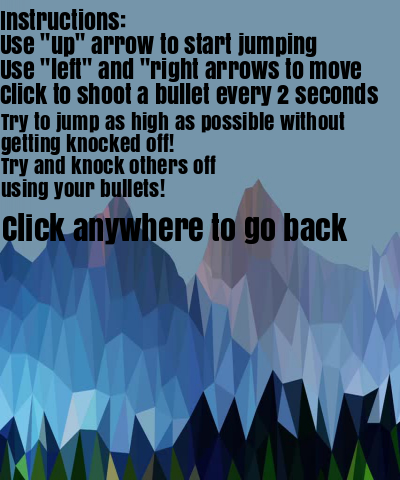 Instructions:
Use "up" arrow to start jumping
Use "left" and "right arrows to move
Click to shoot a bullet every 2 seconds
Try to jump as high as possible without
getting knocked off!
Try and knock others off
using your bullets!
Click anywhere to go back